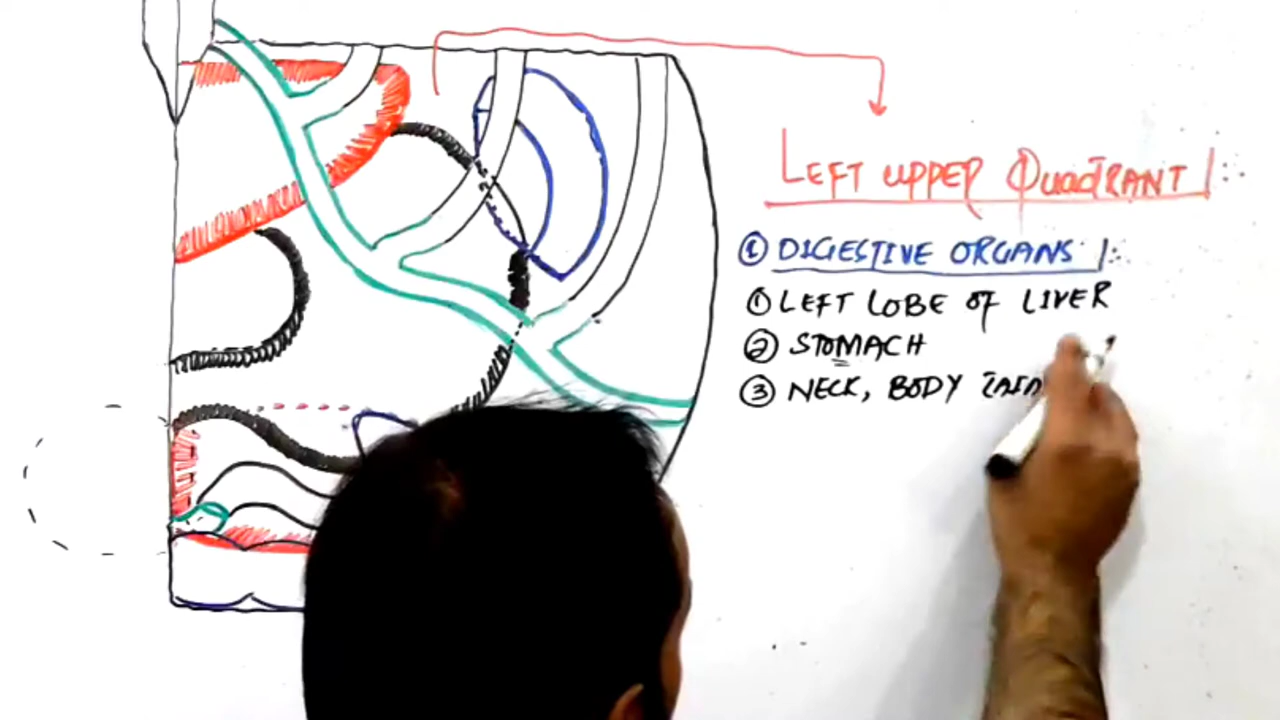 LEFT UPPER QuadRANT
① DIGESTIVE ORGANS
① LEFT LOBE OF LIVER
② STOMACH
③ NECK, BODY